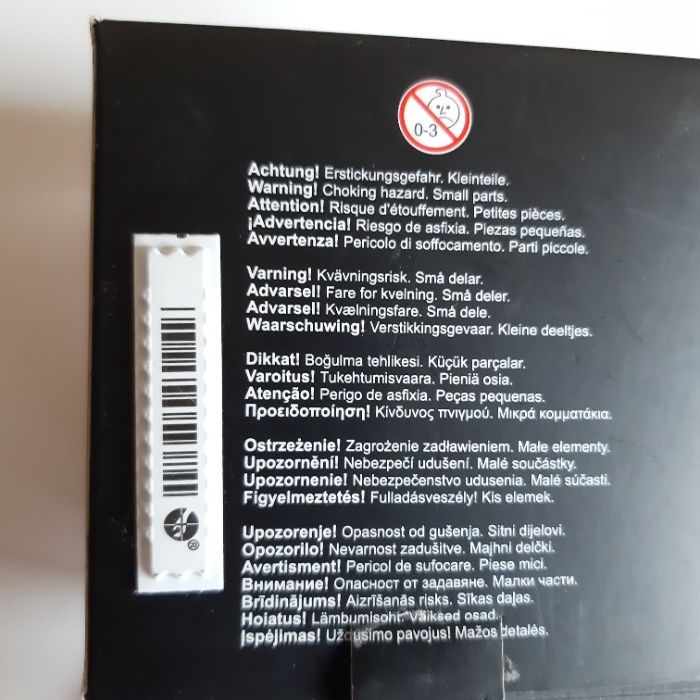 0-3
Achtung! Erstickungsgefahr. Kleinteile.
Warning! Choking hazard. Small parts.
Attention! Risque d'étouffement. Petites pièces.
¡Advertencia! Riesgo de asfixia. Piezas pequeñas.
Avvertenza! Pericolo di soffocamento. Parti piccole.
Varning! Kvävningsrisk. Små delar.
Advarsel! Fare for kvelning. Små deler.
Advarsel! Kvælningsfare. Små dele.
Waarschuwing! Verstikkingsgevaar. Kleine deeltjes.
Dikkat! Boğulma tehlikesi. Küçük parçalar.
Varoitus! Tukehtumisvaara. Pieniä osia.
Atenção! Perigo de asfixia. Peças pequenas.
Προειδοποίηση! Κίνδυνος πνιγμού. Μικρά κομματάκια.
Ostrzeżenie! Zagrożenie zadławieniem. Małe elementy.
Upozornění! Nebezpečí udušení. Malé součástky.
Upozornenie! Nebezpečenstvo udusenia. Malé súčasti.
Figyelmeztetés! Fulladásveszély! Kis elemek.
Upozorenje! Opasnost od gušenja. Sitni dijelovi.
Opozorilo! Nevarnost zadušitve. Majhni delčki.
Avertisment! Pericol de sufocare. Piese mici.
Внимание! Опасност от задавяне. Малки части.
Brīdinājums! Aizrīšanās risks. Sīkas daļas.
Hoiatus! Lämbumisoht. Väiksed osad.
Įspėjimas! Uždusimo pavojus! Mažos detalės.
®